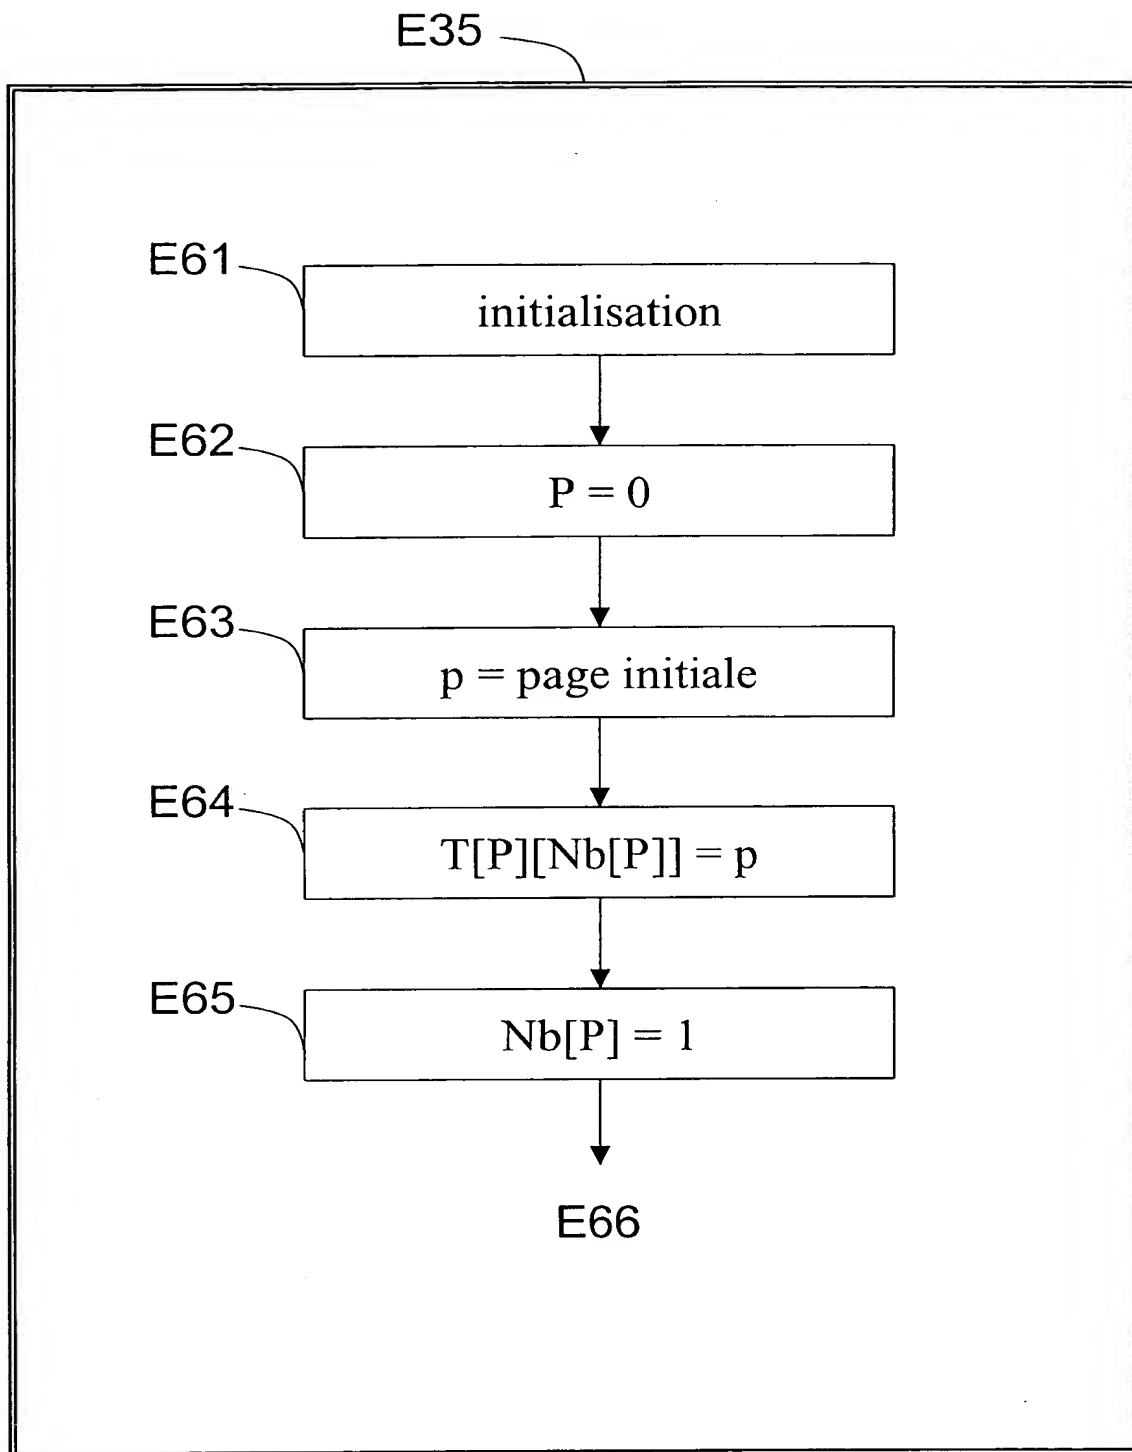 E35
E61
initialisation
E62
P = 0
E63
p = page initiale
E64
T[P][Nb[P]] = p
E65
Nb[P] = 1
E66